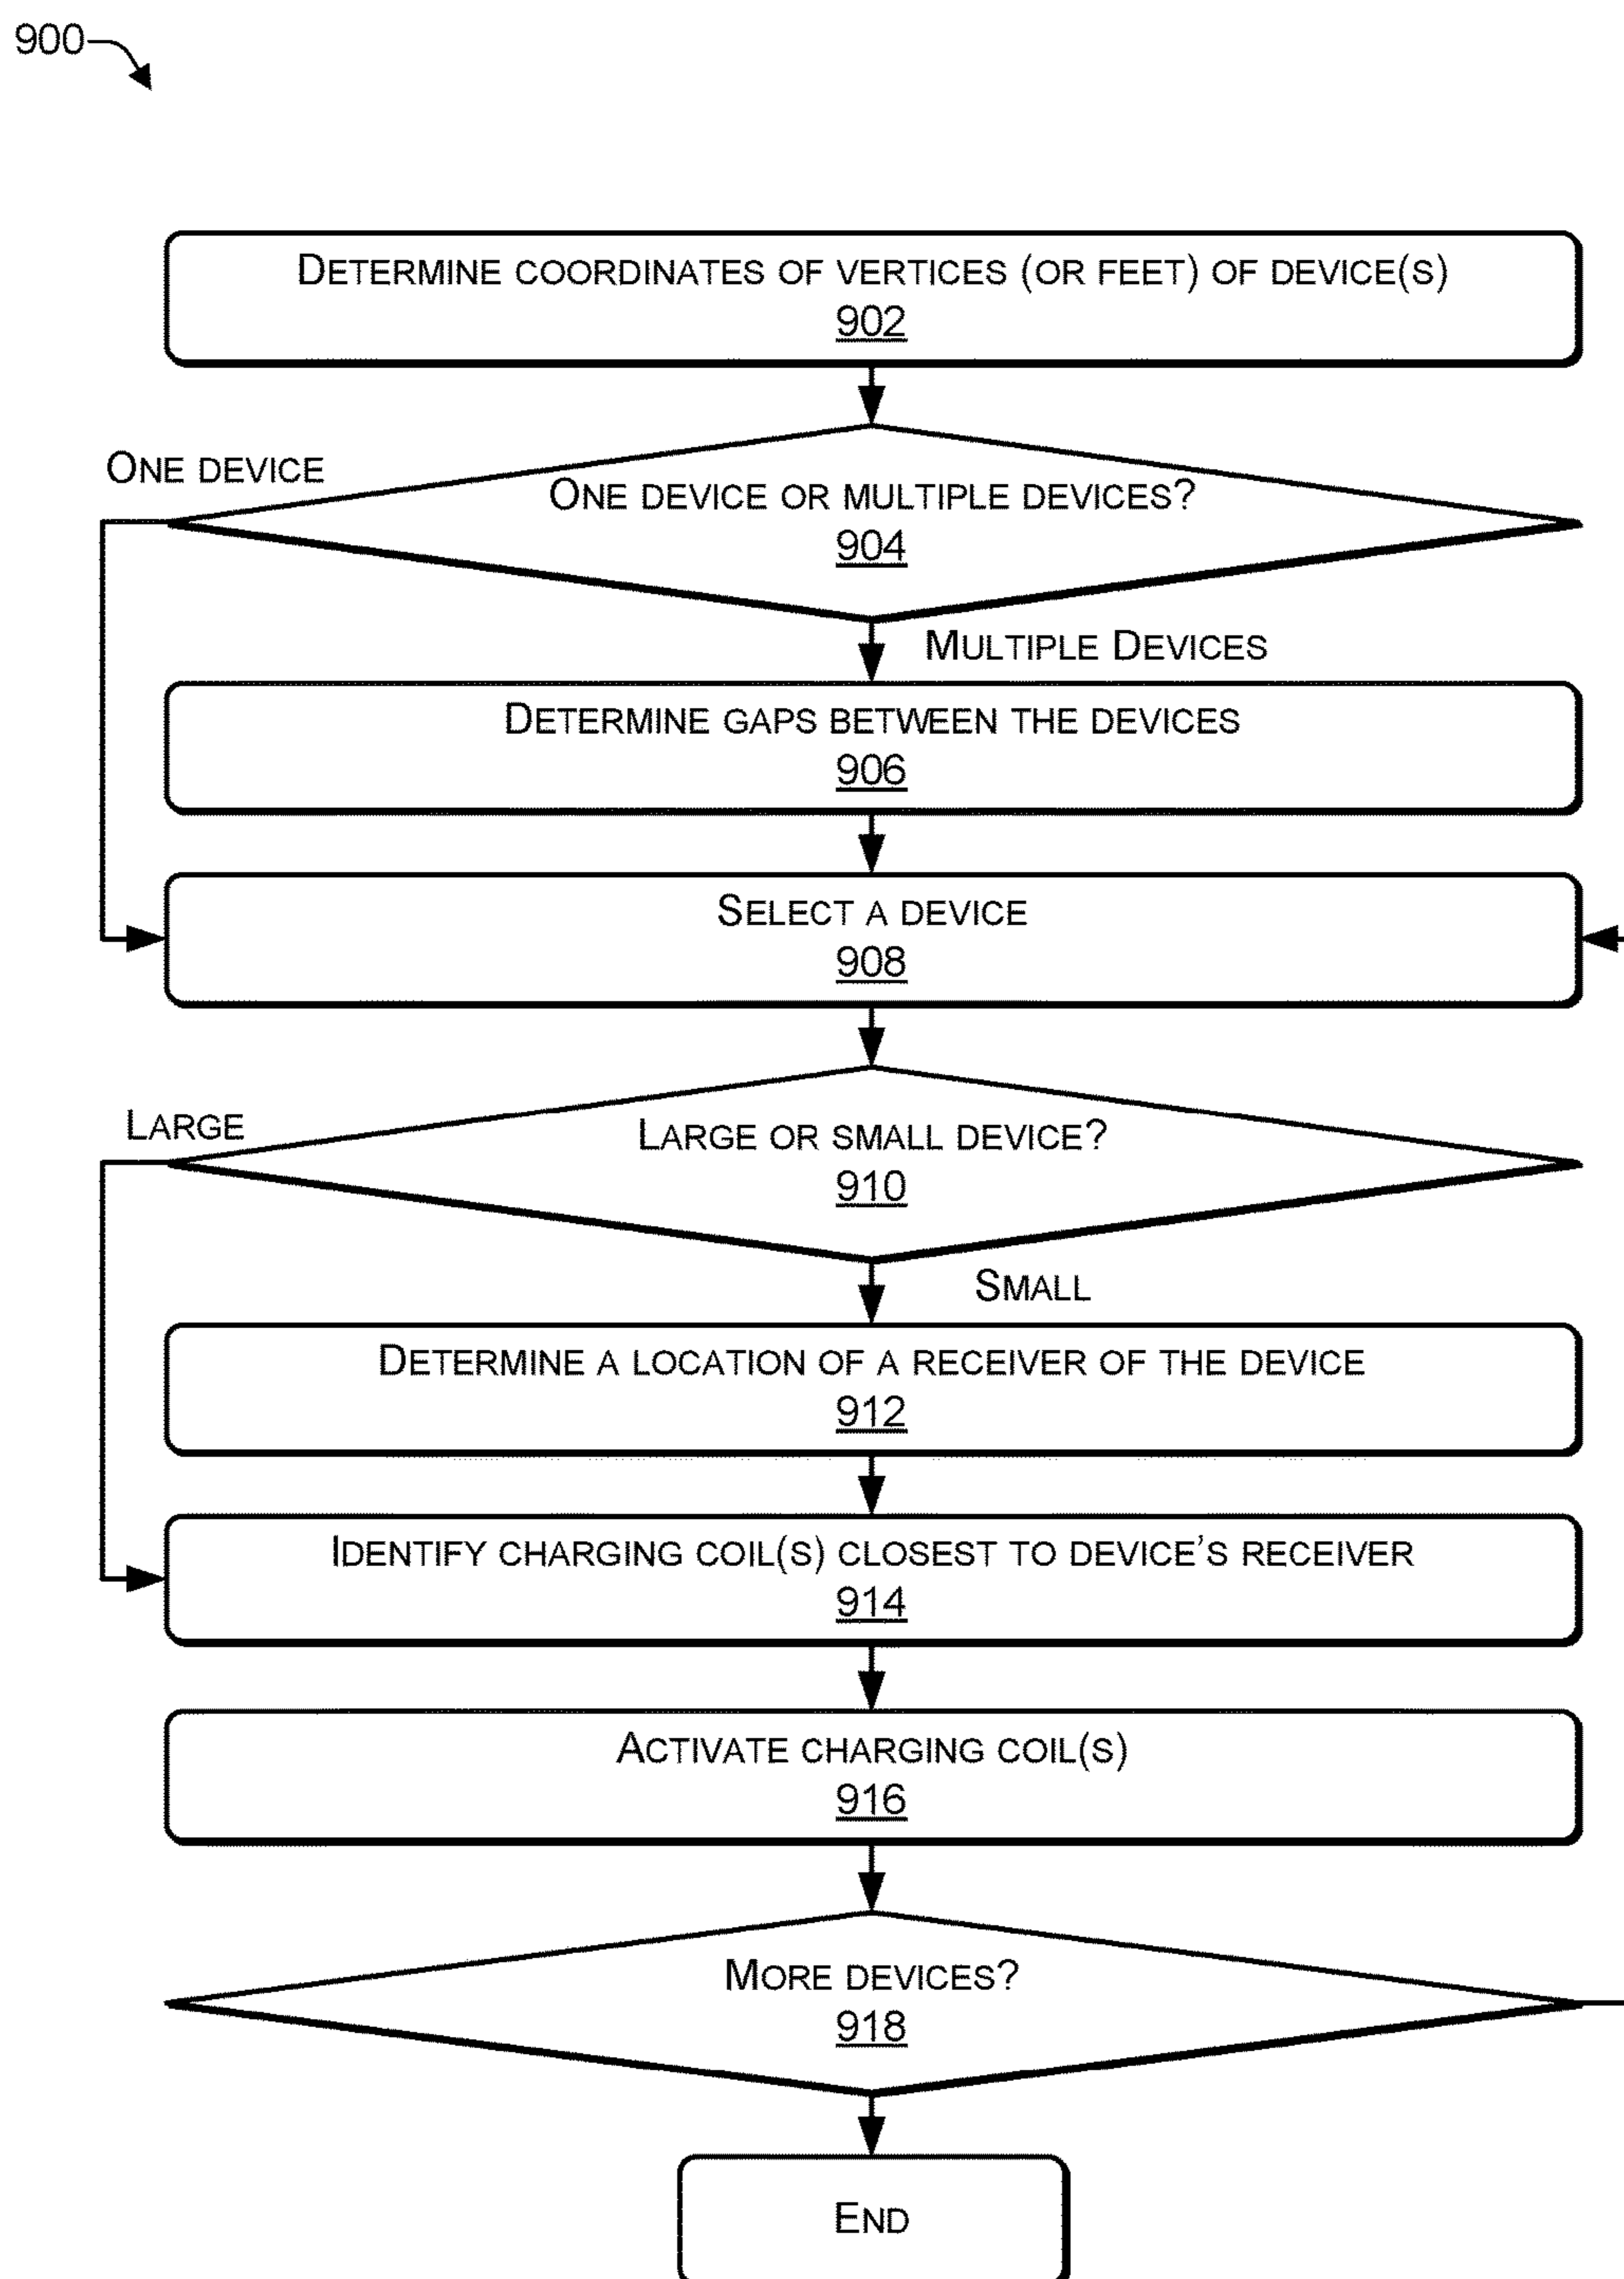 900
DETERMINE COORDINATES OF VERTICES (OR FEET) OF DEVICE(S)
902
ONE DEVICE
ONE DEVICE OR MULTIPLE DEVICES?
904
MULTIPLE DEVICES
DETERMINE GAPS BETWEEN THE DEVICES
906
SELECT A DEVICE
908
LARGE
LARGE OR SMALL DEVICE?
910
SMALL
DETERMINE A LOCATION OF A RECEIVER OF THE DEVICE
912
IDENTIFY CHARGING COIL(S) CLOSEST TO DEVICE'S RECEIVER
914
ACTIVATE CHARGING COIL(S)
916
MORE DEVICES?
918
END